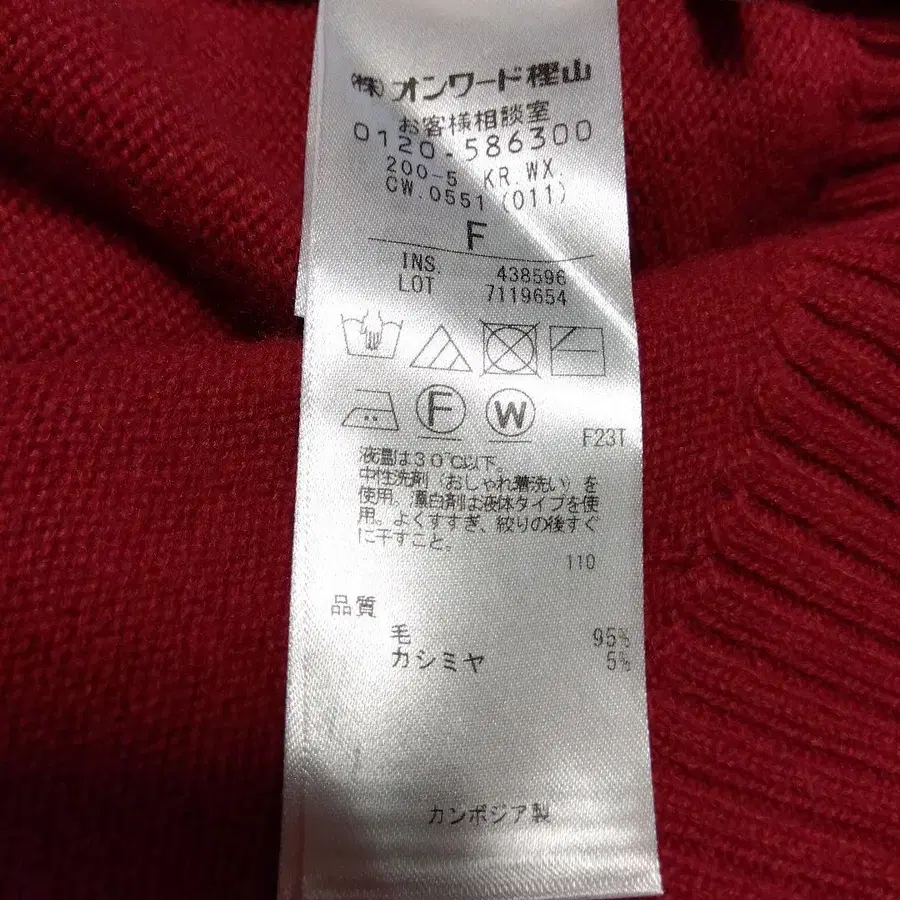 (株)オンワード樫山
お客様相談室
0120-586300
200-5 KR.WX.
CW.0551 (011)
F
INS. 438596
LOT 7119654
F W
F23T
液温は30℃以下。
中性洗剤（おしゃれ着洗い）を
使用。漂白剤は液体タイプを使
用。よくすすぎ、絞りの後すぐ
に干すこと。
110
品質
毛 95%
カシミヤ 5%
カンボジア製